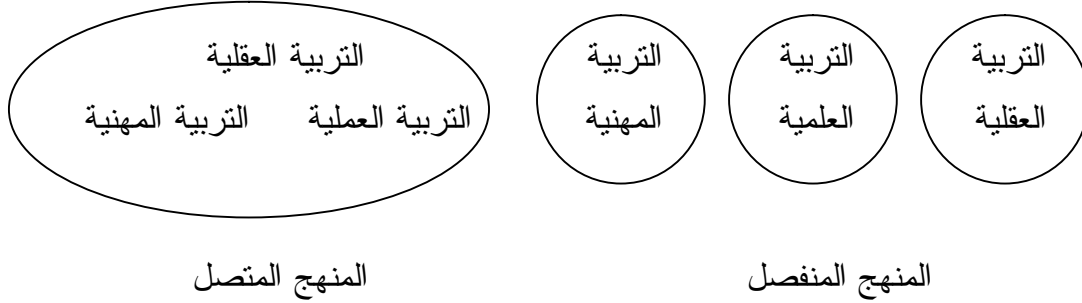 التربية العقلية
التربية العلمية
التربية المهنية
التربية العقلية
التربية العملية التربية المهنية
المنهج المنفصل
المنهج المتصل